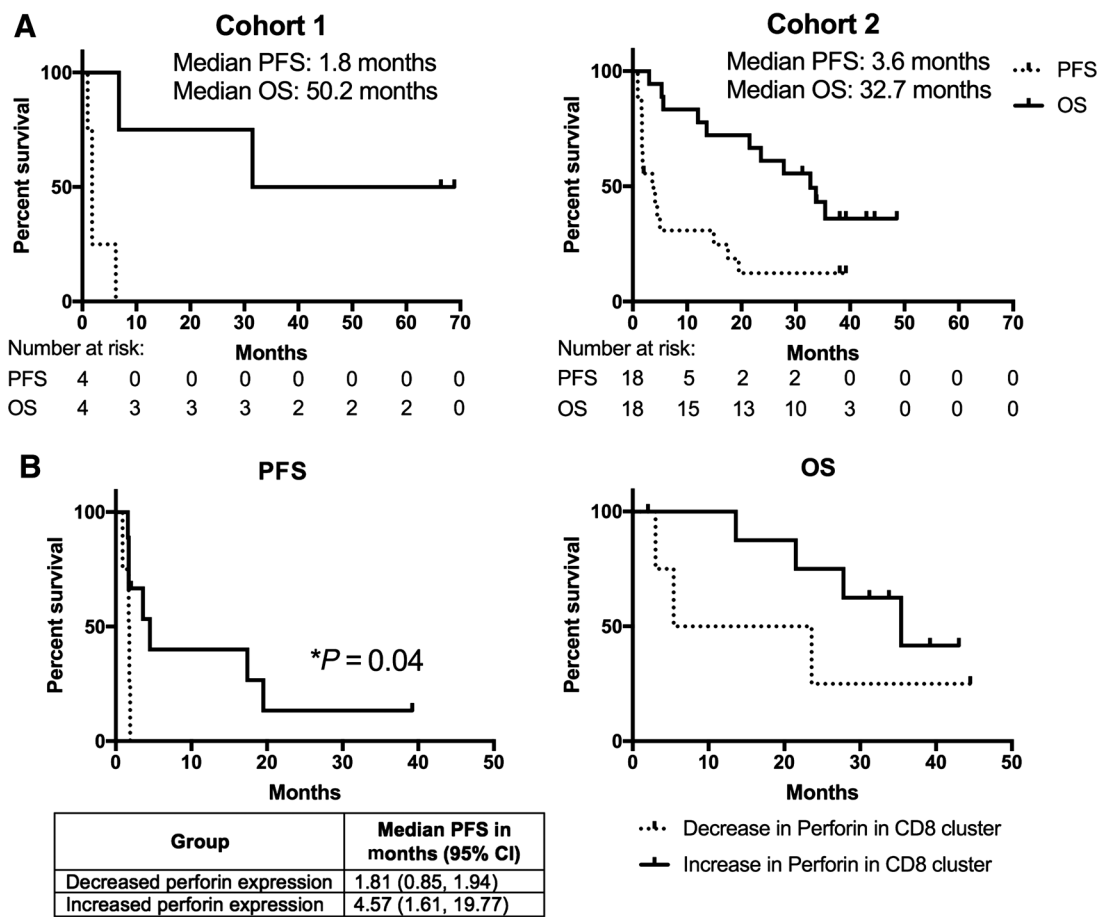 A
Cohort 1
Median PFS: 1.8 months
Median OS: 50.2 months
Percent survival
100
50
0
0 10 20 30 40 50 60 70
Months
Number at risk:
PFS 4 0 0 0 0 0 0 0
OS 4 3 3 3 2 2 2 0
Cohort 2
Median PFS: 3.6 months
Median OS: 32.7 months
PFS
OS
Percent survival
100
50
0
0 10 20 30 40 50 60 70
Months
Number at risk:
PFS 18 5 2 2 0 0 0 0
OS 18 15 13 10 3 0 0 0
B
PFS
Percent survival
100
50
0
*P = 0.04
0 10 20 30 40 50
Months
Group Median PFS in
months (95% CI)
Decreased perforin expression 1.81 (0.85, 1.94)
Increased perforin expression 4.57 (1.61, 19.77)
OS
Percent survival
100
50
0
0 10 20 30 40 50
Months
Decrease in Perforin in CD8 cluster
Increase in Perforin in CD8 cluster